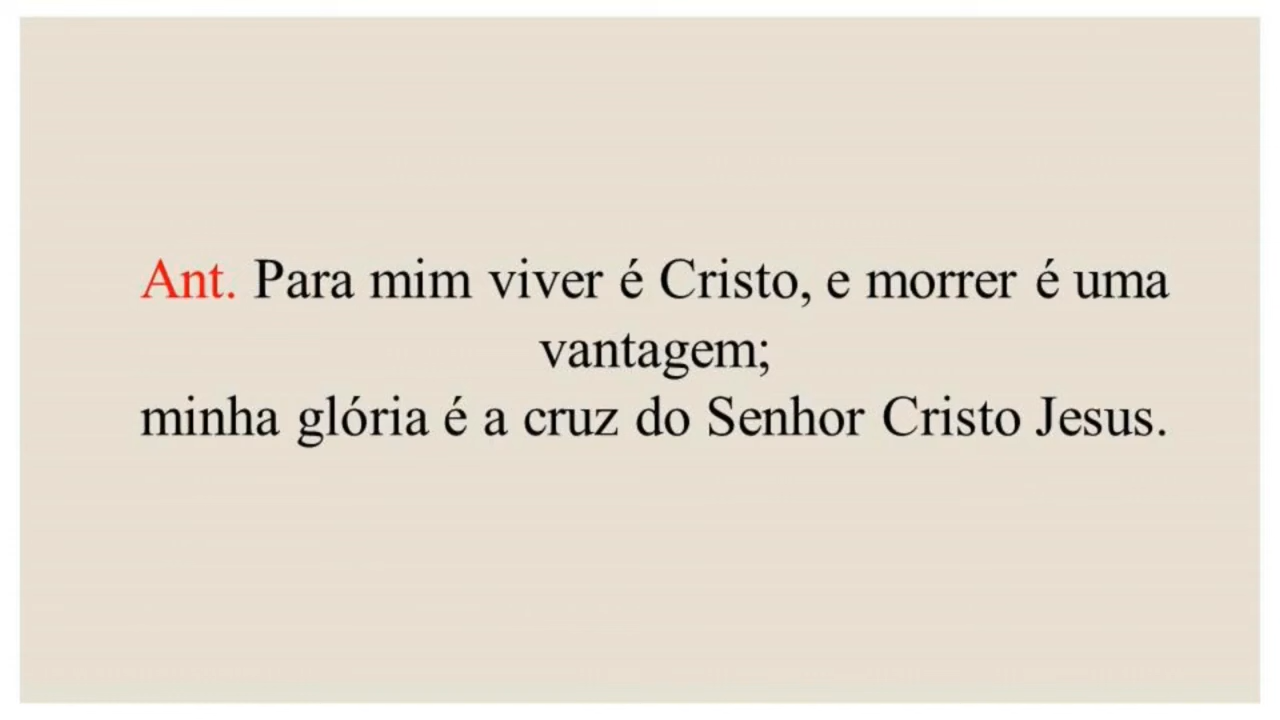 Ant. Para mim viver é Cristo, e morrer é uma
vantagem;
minha glória é a cruz do Senhor Cristo Jesus.